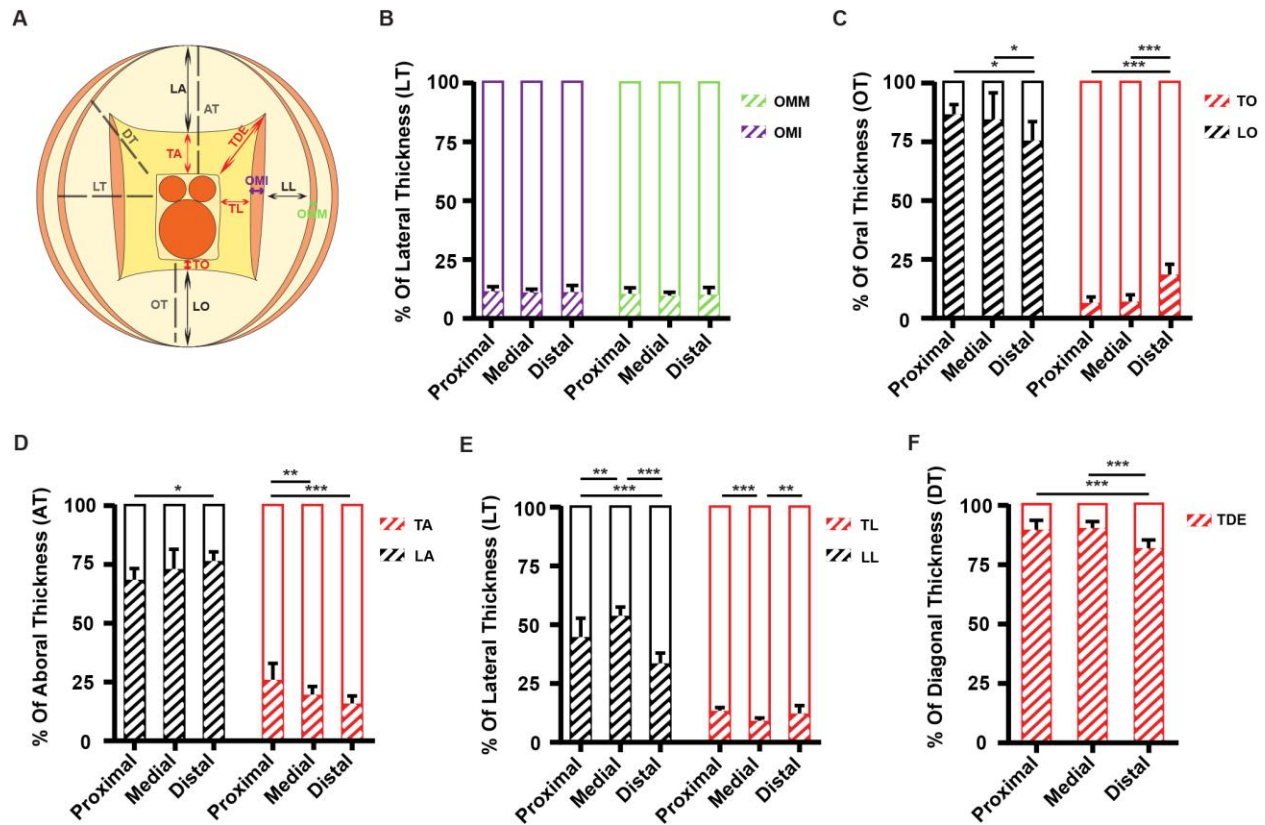 A
LA
AT
DT
TA
TDE
LT
OMI
LL
OMM
TL
TO
OT
LO
B
% Of Lateral Thickness (LT)
100
75
50
25
0
Proximal
Medial
Distal
Proximal
Medial
Distal
OMM
OMI
C
% Of Oral Thickness (OT)
* ***
* ***
100
75
50
25
0
Proximal
Medial
Distal
Proximal
Medial
Distal
TO
LO
D
% Of Aboral Thickness (AT)
**
* ***
100
75
50
25
0
Proximal
Medial
Distal
Proximal
Medial
Distal
TA
LA
E
% Of Lateral Thickness (LT)
** ***
*** *** **
100
75
50
25
0
Proximal
Medial
Distal
Proximal
Medial
Distal
TL
LL
F
% Of Diagonal Thickness (DT)
***
***
100
75
50
25
0
Proximal
Medial
Distal
TDE